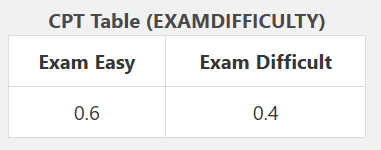 CPT Table (EXAMDIFFICULTY)
Exam Easy Exam Difficult
0.6 0.4